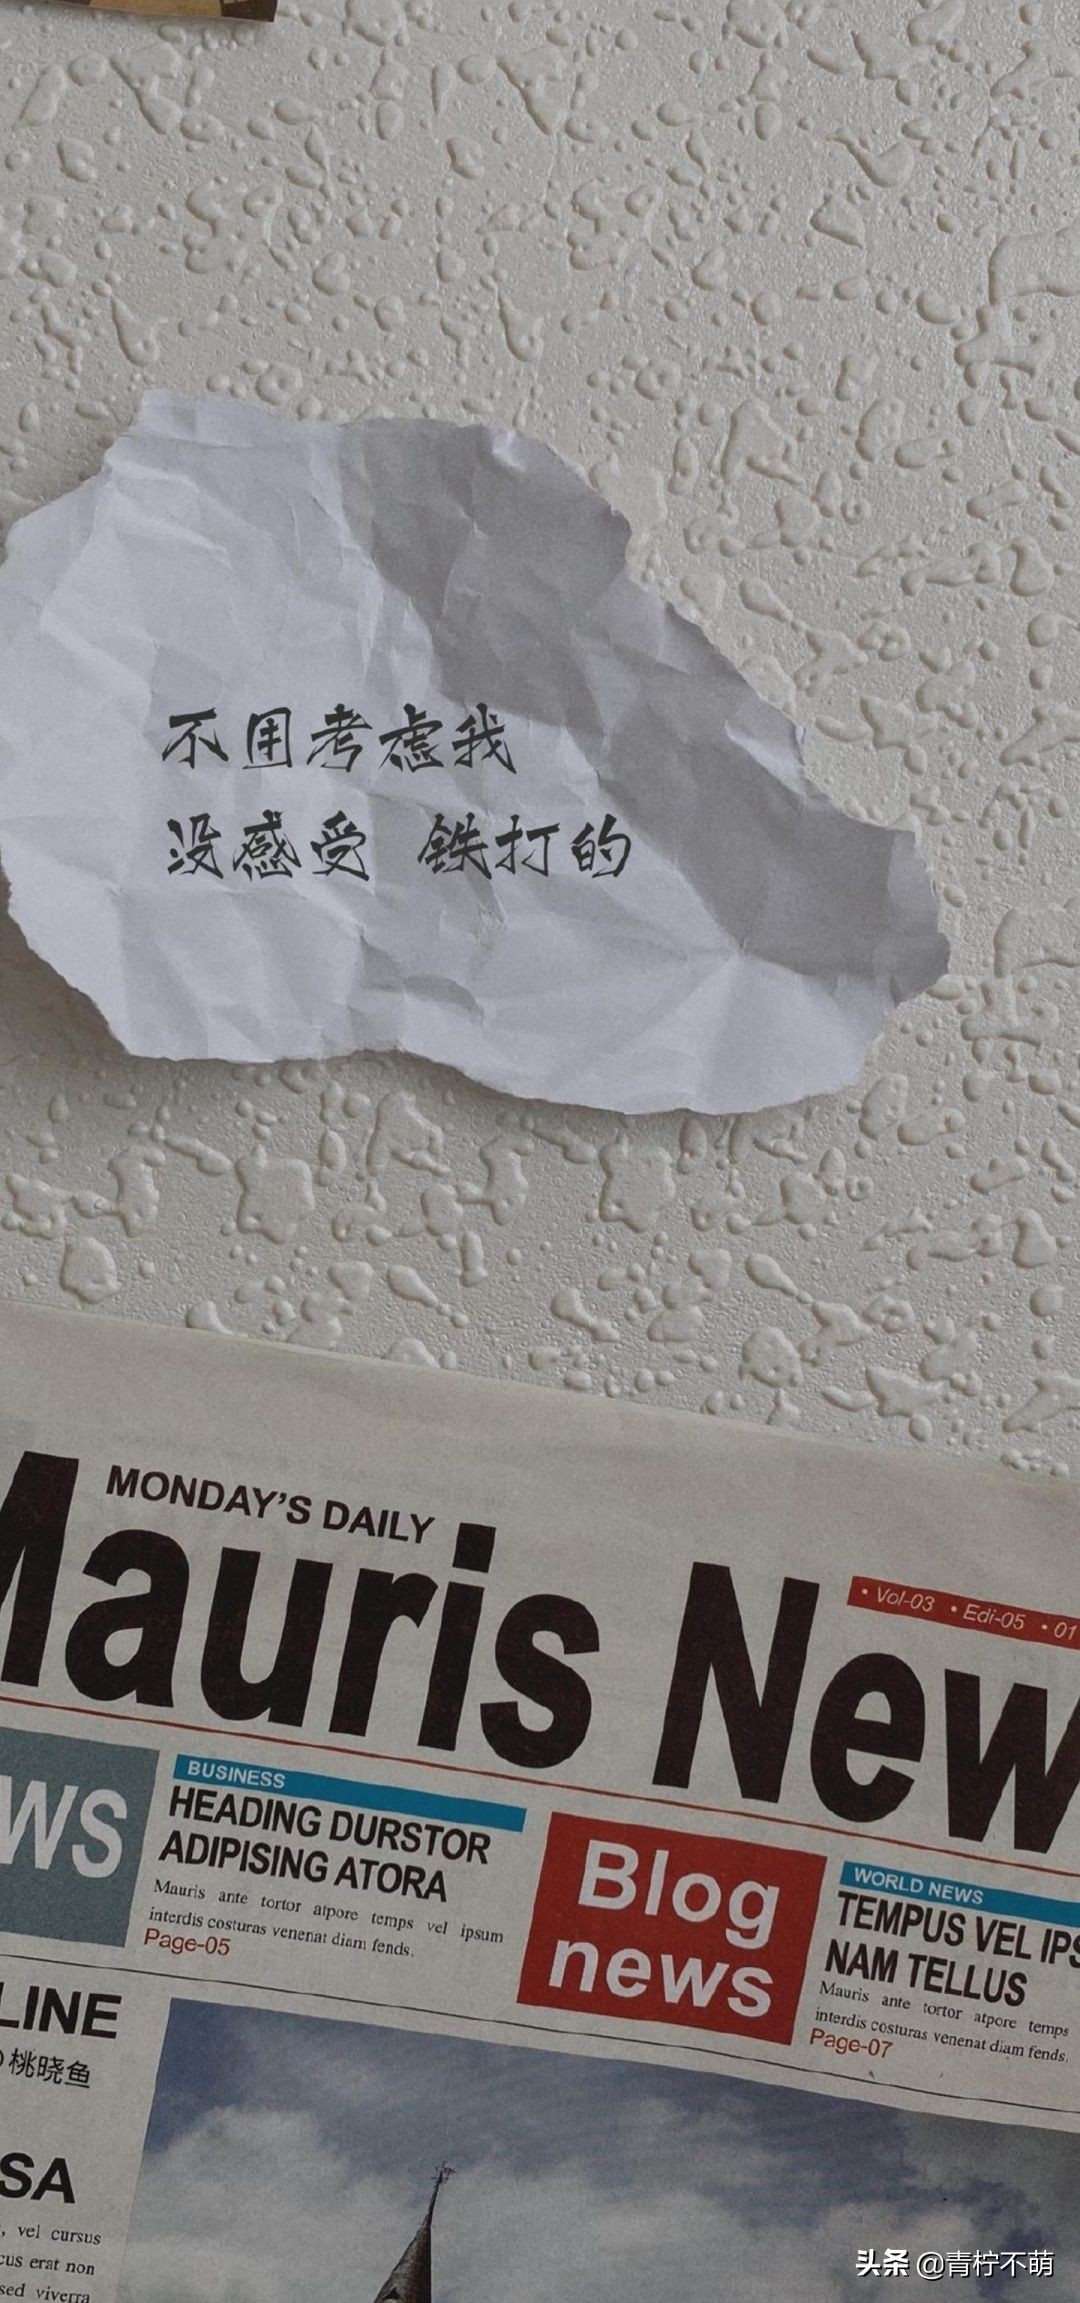 不用考虑我
没感受 铁打的
MONDAY'S DAILY
Mauris New
• Vol-03 • Edi-05 • 01
WS
BUSINESS
HEADING DURSTOR
ADIPISING ATORA
Mauris ante tortor atpore temps vel ipsum
interdis costuras venenat diam fends.
Page-05
Blog
news
WORLD NEWS
TEMPUS VEL IPS
NAM TELLUS
Mauris ante tortor atpore temps
interdis costuras venenat diam fends.
Page-07
LINE
桃晓鱼
SA
, vel cursus
cus erat non
sed viverra
头条 @青柠不萌